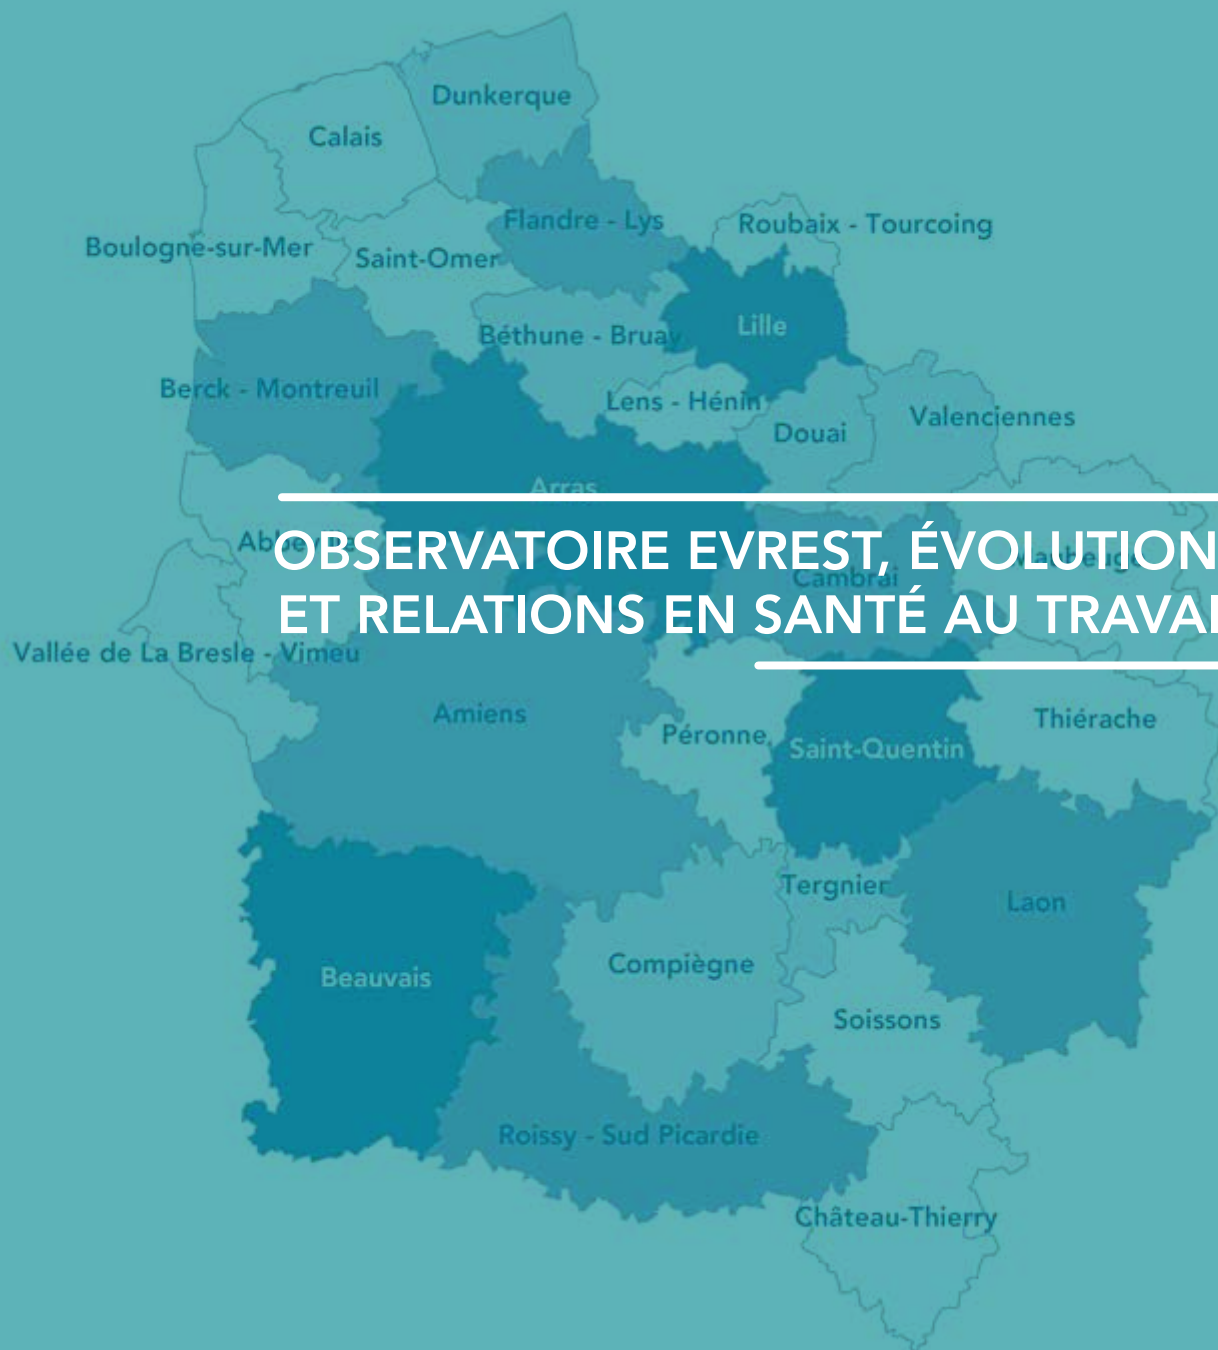 Dunkerque
Calais
Flandre - Lys
Roubaix - Tourcoing
Boulogne-sur-Mer
Saint-Omer
Lille
Béthune - Bruay
Berck - Montreuil
Lens - Hénin
Valenciennes
Douai
Arras
OBSERVATOIRE EVREST, ÉVOLUTION
Cambrai
ET RELATIONS EN SANTÉ AU TRAVAI
Vallée de La Bresle - Vimeu
Amiens
Thiérache
Péronne
Saint-Quentin
Tergnier
Laon
Compiègne
Beauvais
Soissons
Roissy - Sud Picardie
Château-Thierry